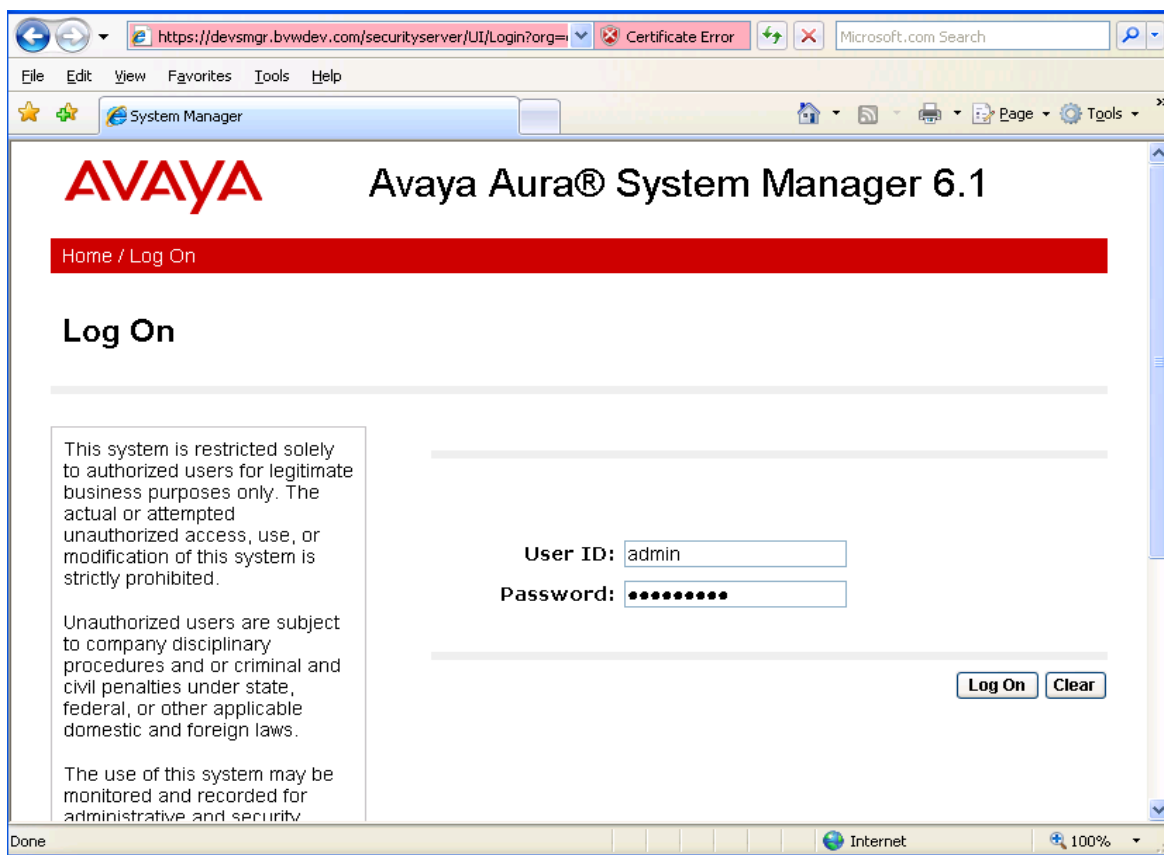 https://devsmgr.bvwdev.com/securityserver/UI/Login?org=
Certificate Error
Microsoft.com Search
File Edit View Favorites Tools Help
System Manager
Page Tools
AVAYA
Avaya Aura® System Manager 6.1
Home / Log On
Log On
This system is restricted solely
to authorized users for legitimate
business purposes only. The
actual or attempted
unauthorized access, use, or
modification of this system is
strictly prohibited.
Unauthorized users are subject
to company disciplinary
procedures and or criminal and
civil penalties under state,
federal, or other applicable
domestic and foreign laws.
The use of this system may be
monitored and recorded for
administrative and security
User ID: admin
Password: •••••••••
Log On Clear
Done
Internet
100%